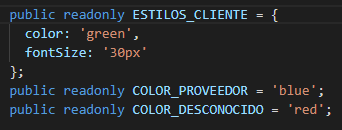 public readonly ESTILOS_CLIENTE = {
  color: 'green',
  fontSize: '30px'
};
public readonly COLOR_PROVEEDOR = 'blue';
public readonly COLOR_DESCONOCIDO = 'red';